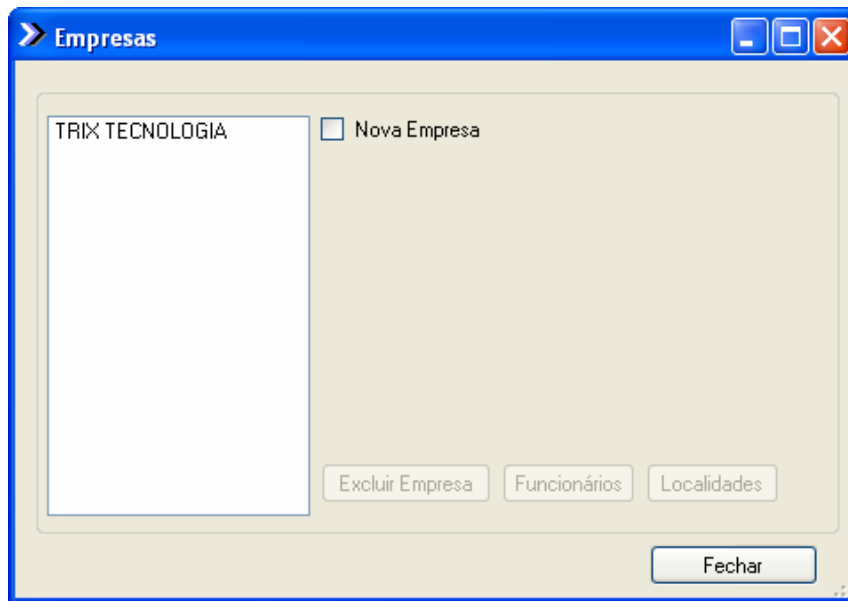 Empresas
TRIX TECNOLOGIA
Nova Empresa
Excluir Empresa
Funcionários
Localidades
Fechar